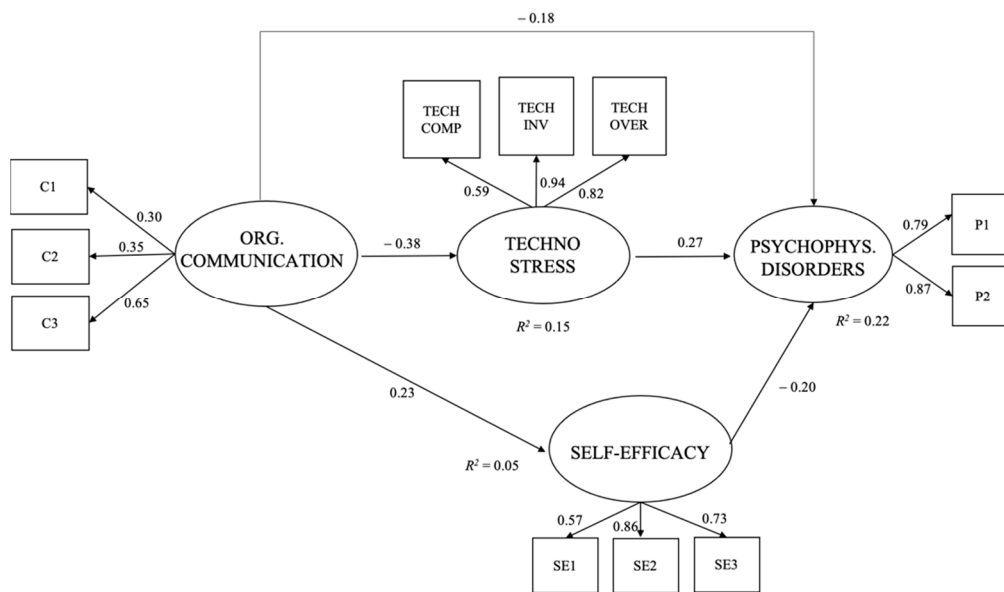 – 0.18
TECH
COMP
TECH
INV
TECH
OVER
0.59
0.94
0.82
C1
C2
C3
0.30
0.35
0.65
ORG.
COMMUNICATION
– 0.38
TECHNO
STRESS
R² = 0.15
0.27
PSYCHOPHYS.
DISORDERS
R² = 0.22
0.79
0.87
P1
P2
0.23
– 0.20
R² = 0.05
SELF-EFFICACY
0.57
0.86
0.73
SE1
SE2
SE3